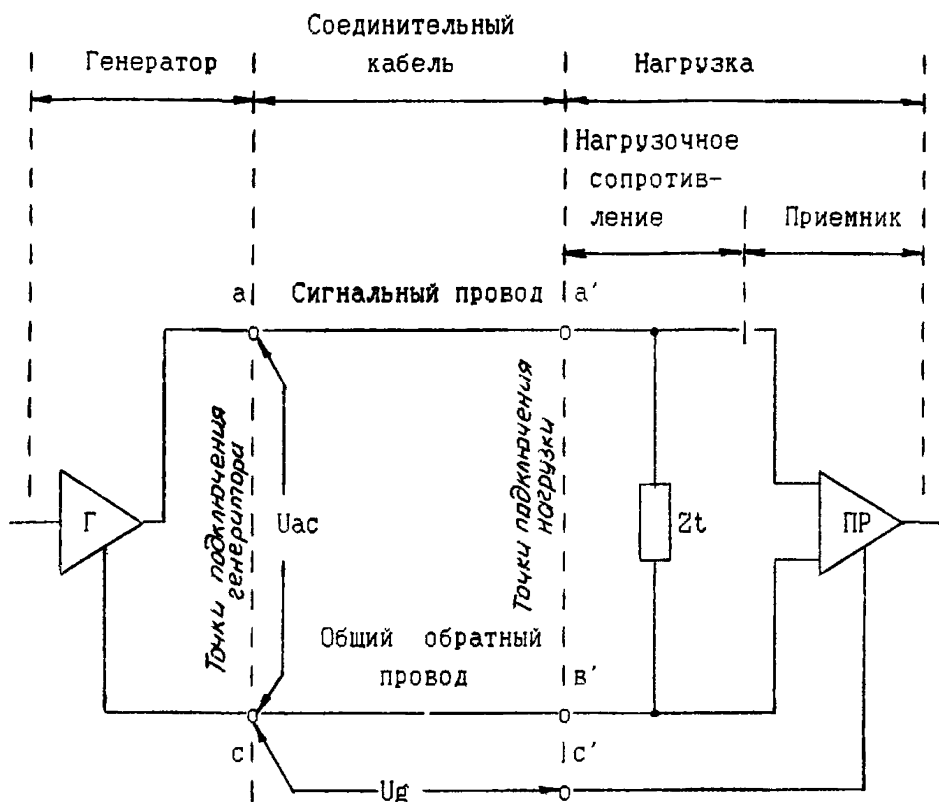 Соединительный
Генератор
кабель
Нагрузка
Нагрузочное
сопротив-
ление
Приемник
а
Сигнальный провод
а′
Точки подключения
генеритора
Точки подключения
нагрузки
Г
Uac
Zt
ПР
Общий обратный
провод
в′
с
с′
Ug